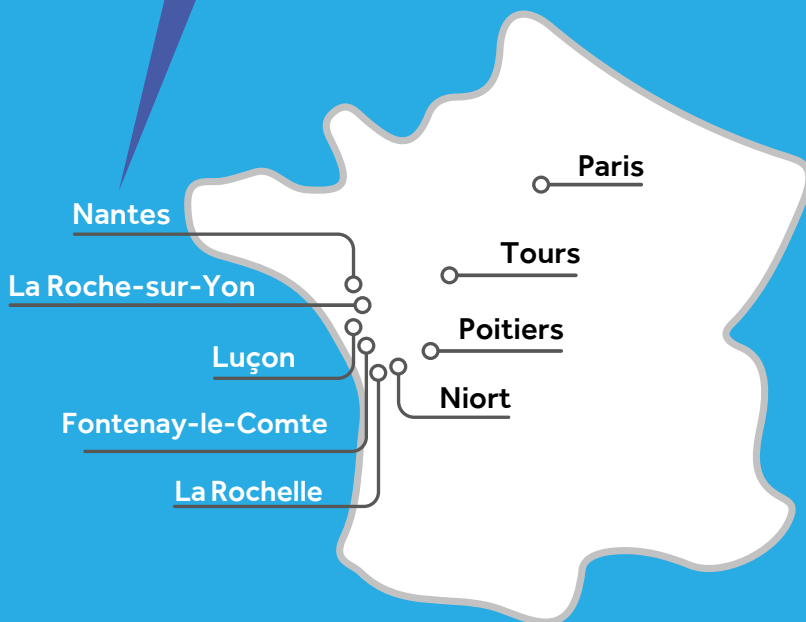 Paris
Nantes
Tours
La Roche-sur-Yon
Poitiers
Luçon
Niort
Fontenay-le-Comte
La Rochelle